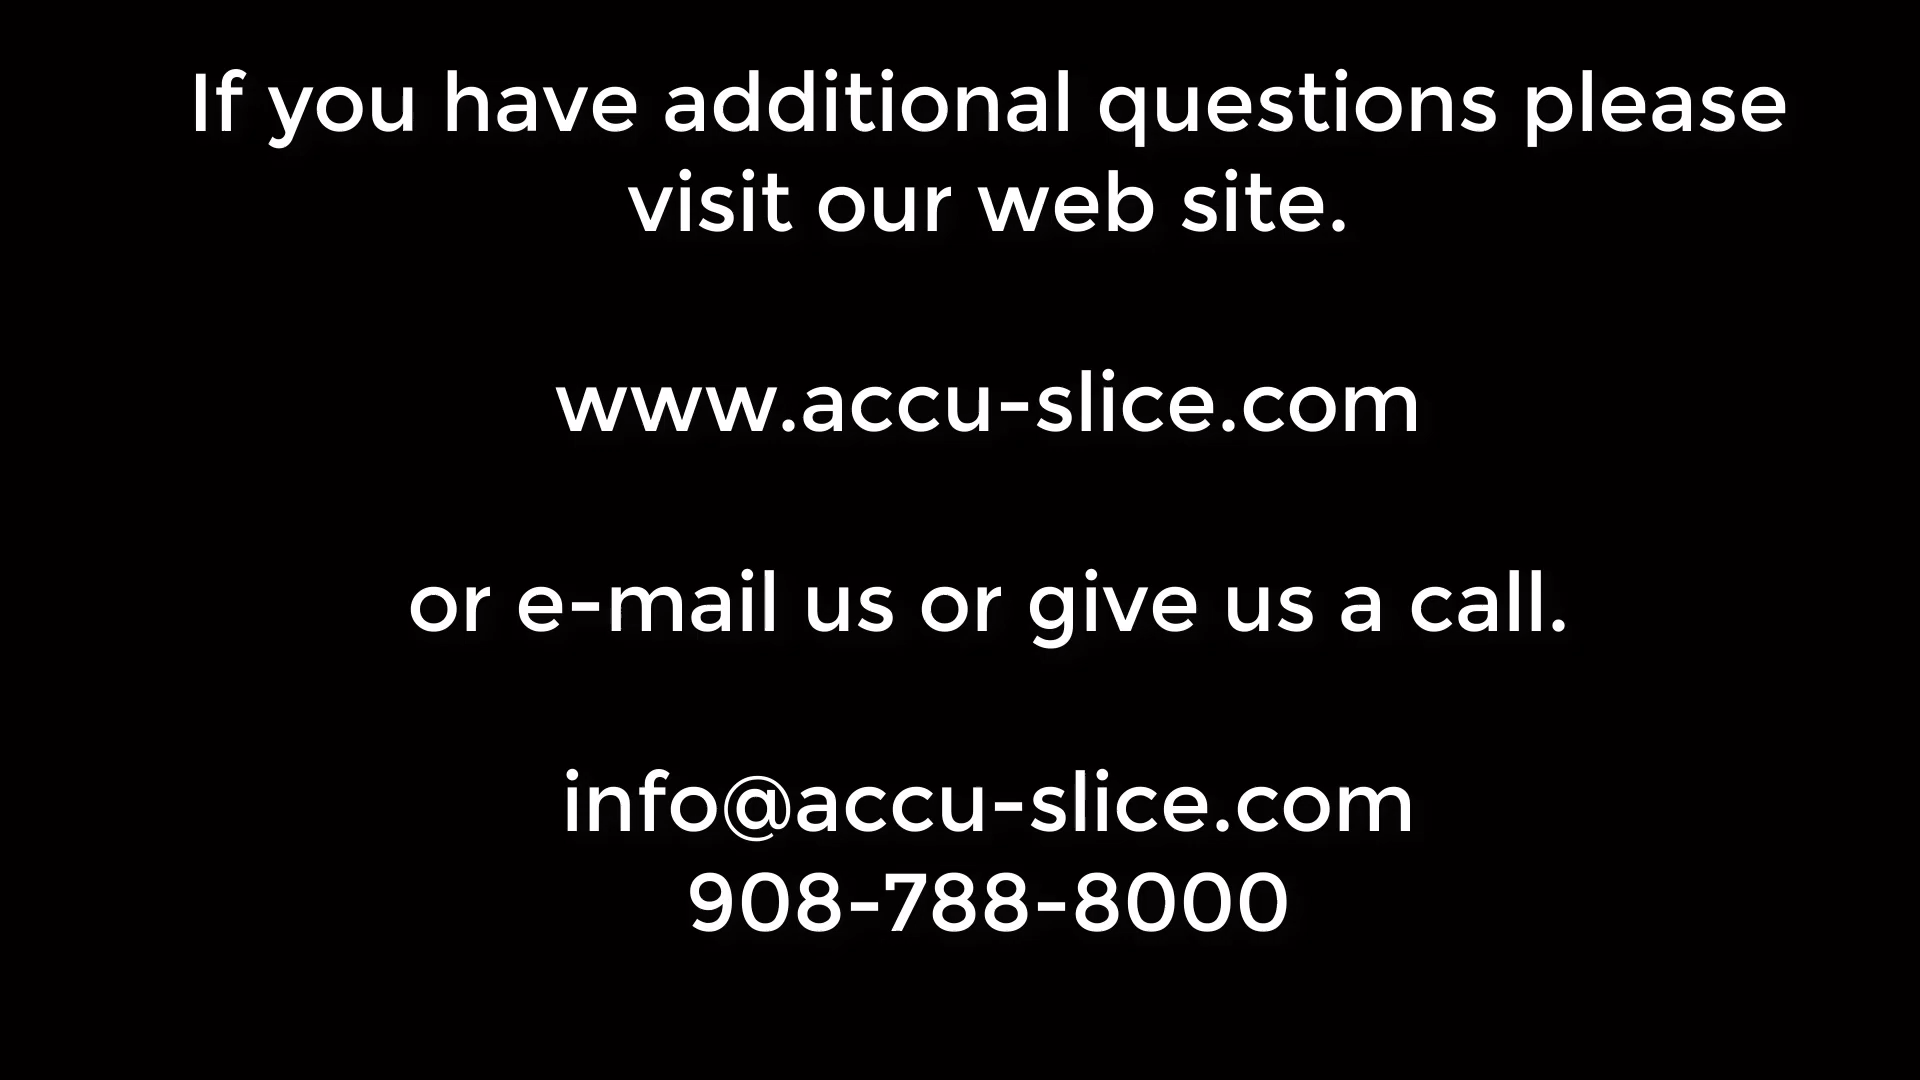 If you have additional questions please
visit our web site.
www.accu-slice.com
or e-mail us or give us a call.
info@accu-slice.com
908-788-8000